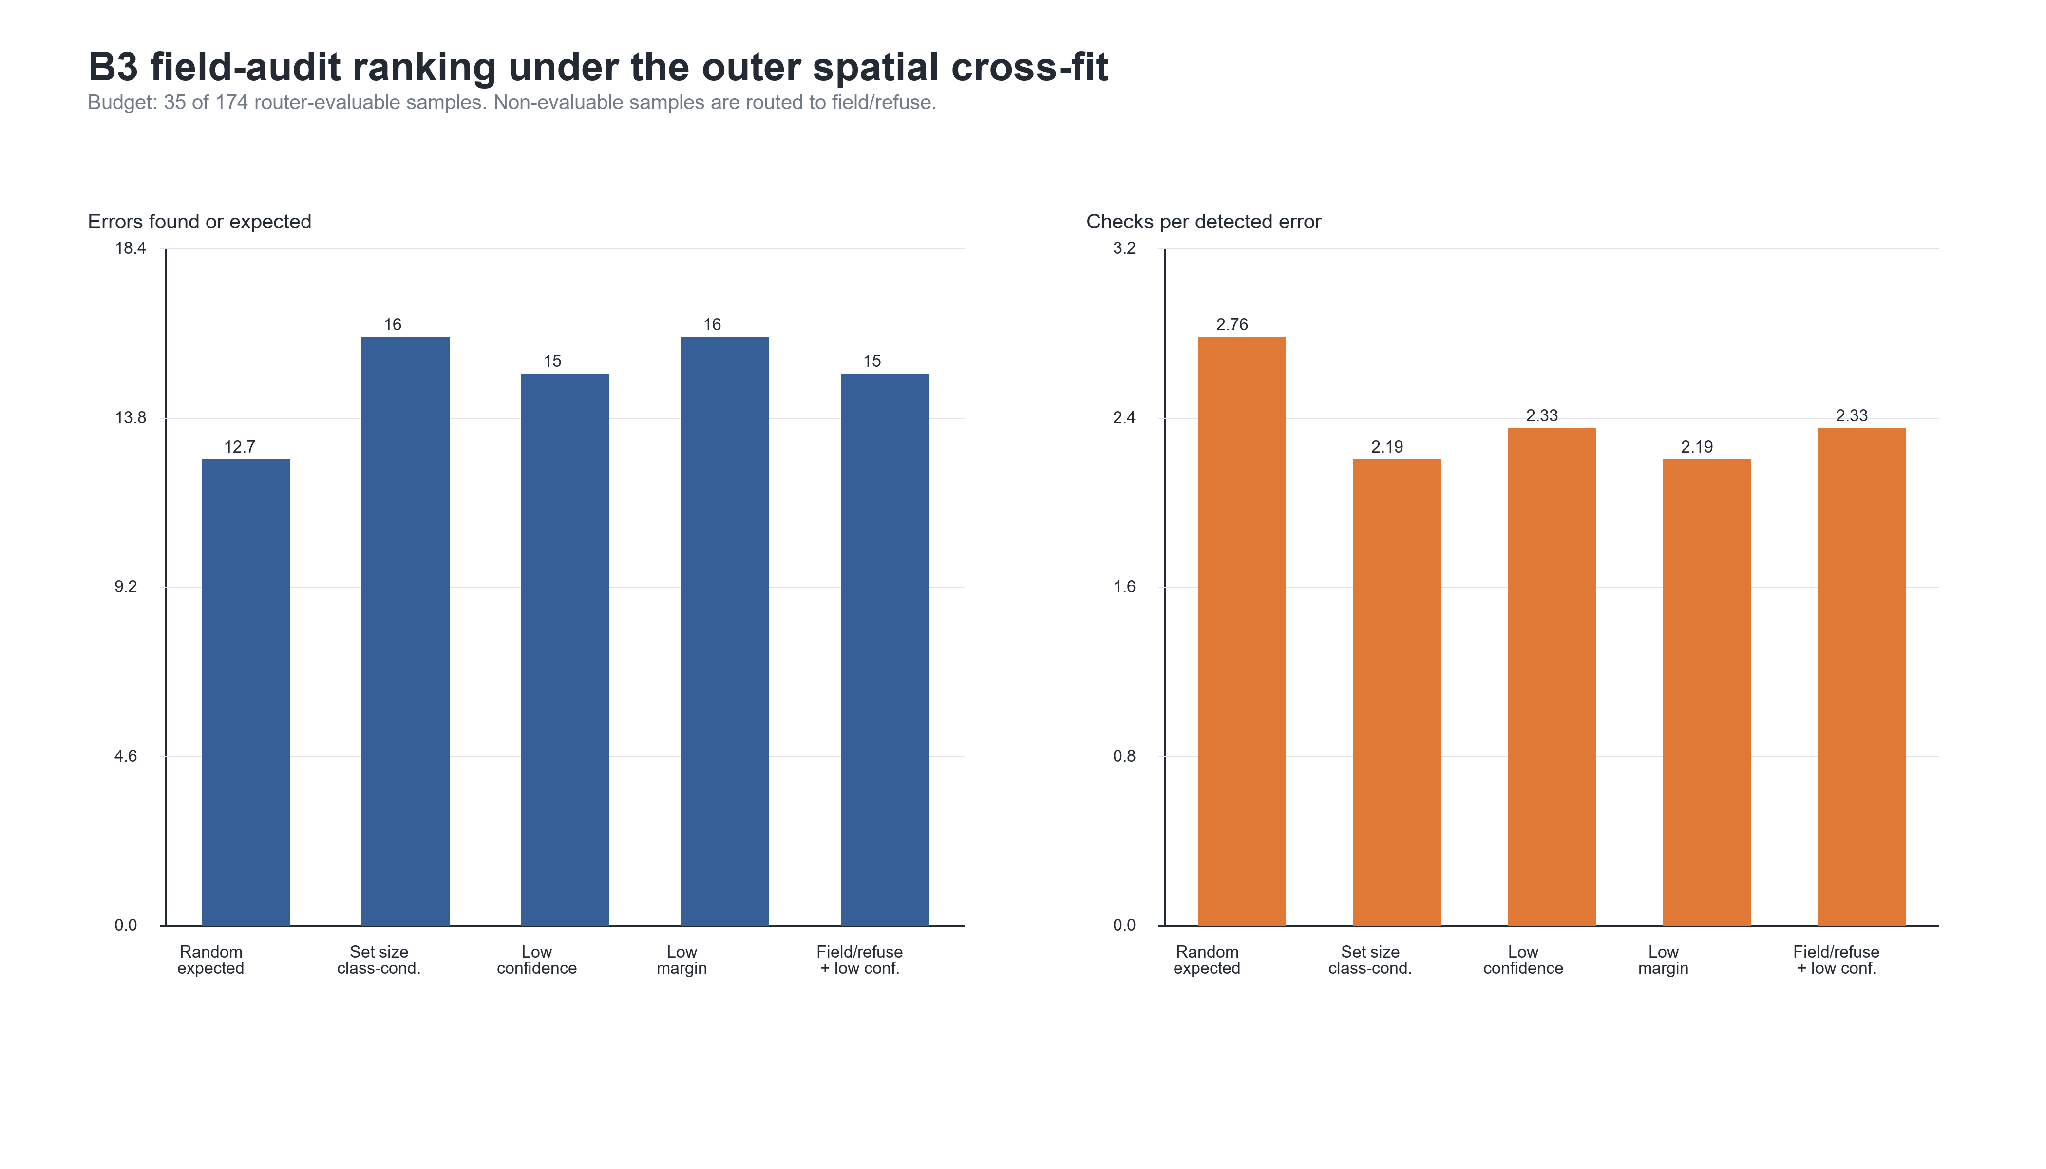 B3 field-audit ranking under the outer spatial cross-fit
Budget: 35 of 174 router-evaluable samples. Non-evaluable samples are routed to field/refuse.
Errors found or expected
18.4
13.8
9.2
4.6
0.0
12.7
16
15
16
15
Random
expected
Set size
class-cond.
Low
confidence
Low
margin
Field/refuse
+ low conf.
Checks per detected error
3.2
2.4
1.6
0.8
0.0
2.76
2.19
2.33
2.19
2.33
Random
expected
Set size
class-cond.
Low
confidence
Low
margin
Field/refuse
+ low conf.